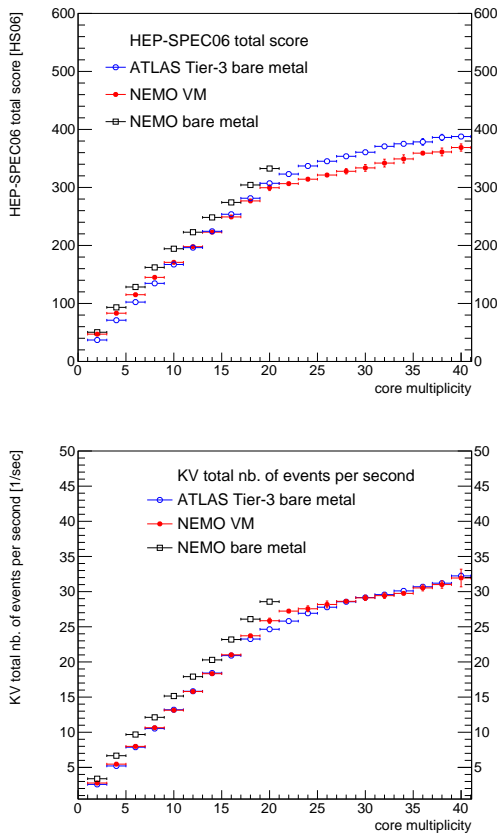 HEP-SPEC06 total score [HS06]
600
500
400
300
200
100
0
HEP-SPEC06 total score
ATLAS Tier-3 bare metal
NEMO VM
NEMO bare metal
600
500
400
300
200
100
0
0 5 10 15 20 25 30 35 40
core multiplicity
KV total nb. of events per second [1/sec]
50
45
40
35
30
25
20
15
10
5
KV total nb. of events per second
ATLAS Tier-3 bare metal
NEMO VM
NEMO bare metal
50
45
40
35
30
25
20
15
10
5
0 5 10 15 20 25 30 35 40
core multiplicity